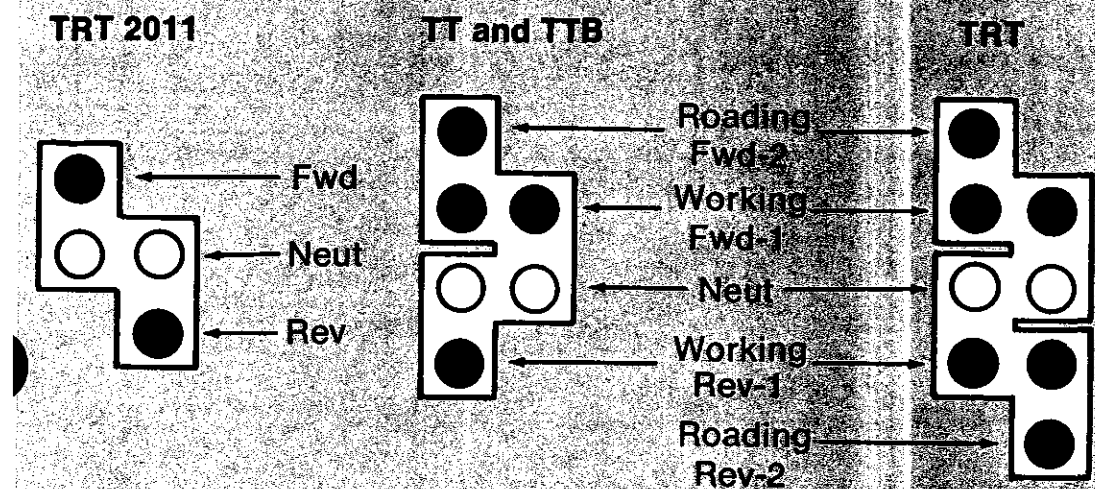 TRT 2011
TT and TTB
TRT
Fwd
Neut
Rev
Roading
Fwd-2
Working
Fwd-1
Neut
Working
Rev-1
Roading
Rev-2